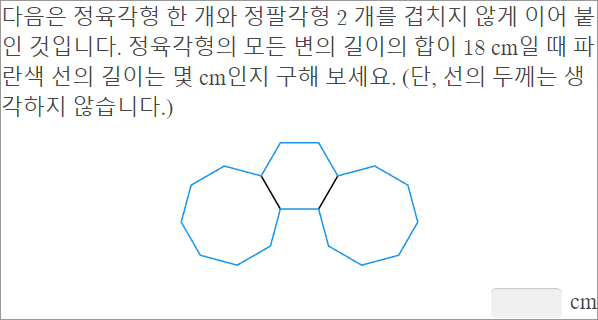 다음은 정육각형 한 개와 정팔각형 2 개를 겹치지 않게 이어 붙
인 것입니다. 정육각형의 모든 변의 길이의 합이 18 cm일 때 파
란색 선의 길이는 몇 cm인지 구해 보세요. (단, 선의 두께는 생
각하지 않습니다.)
cm